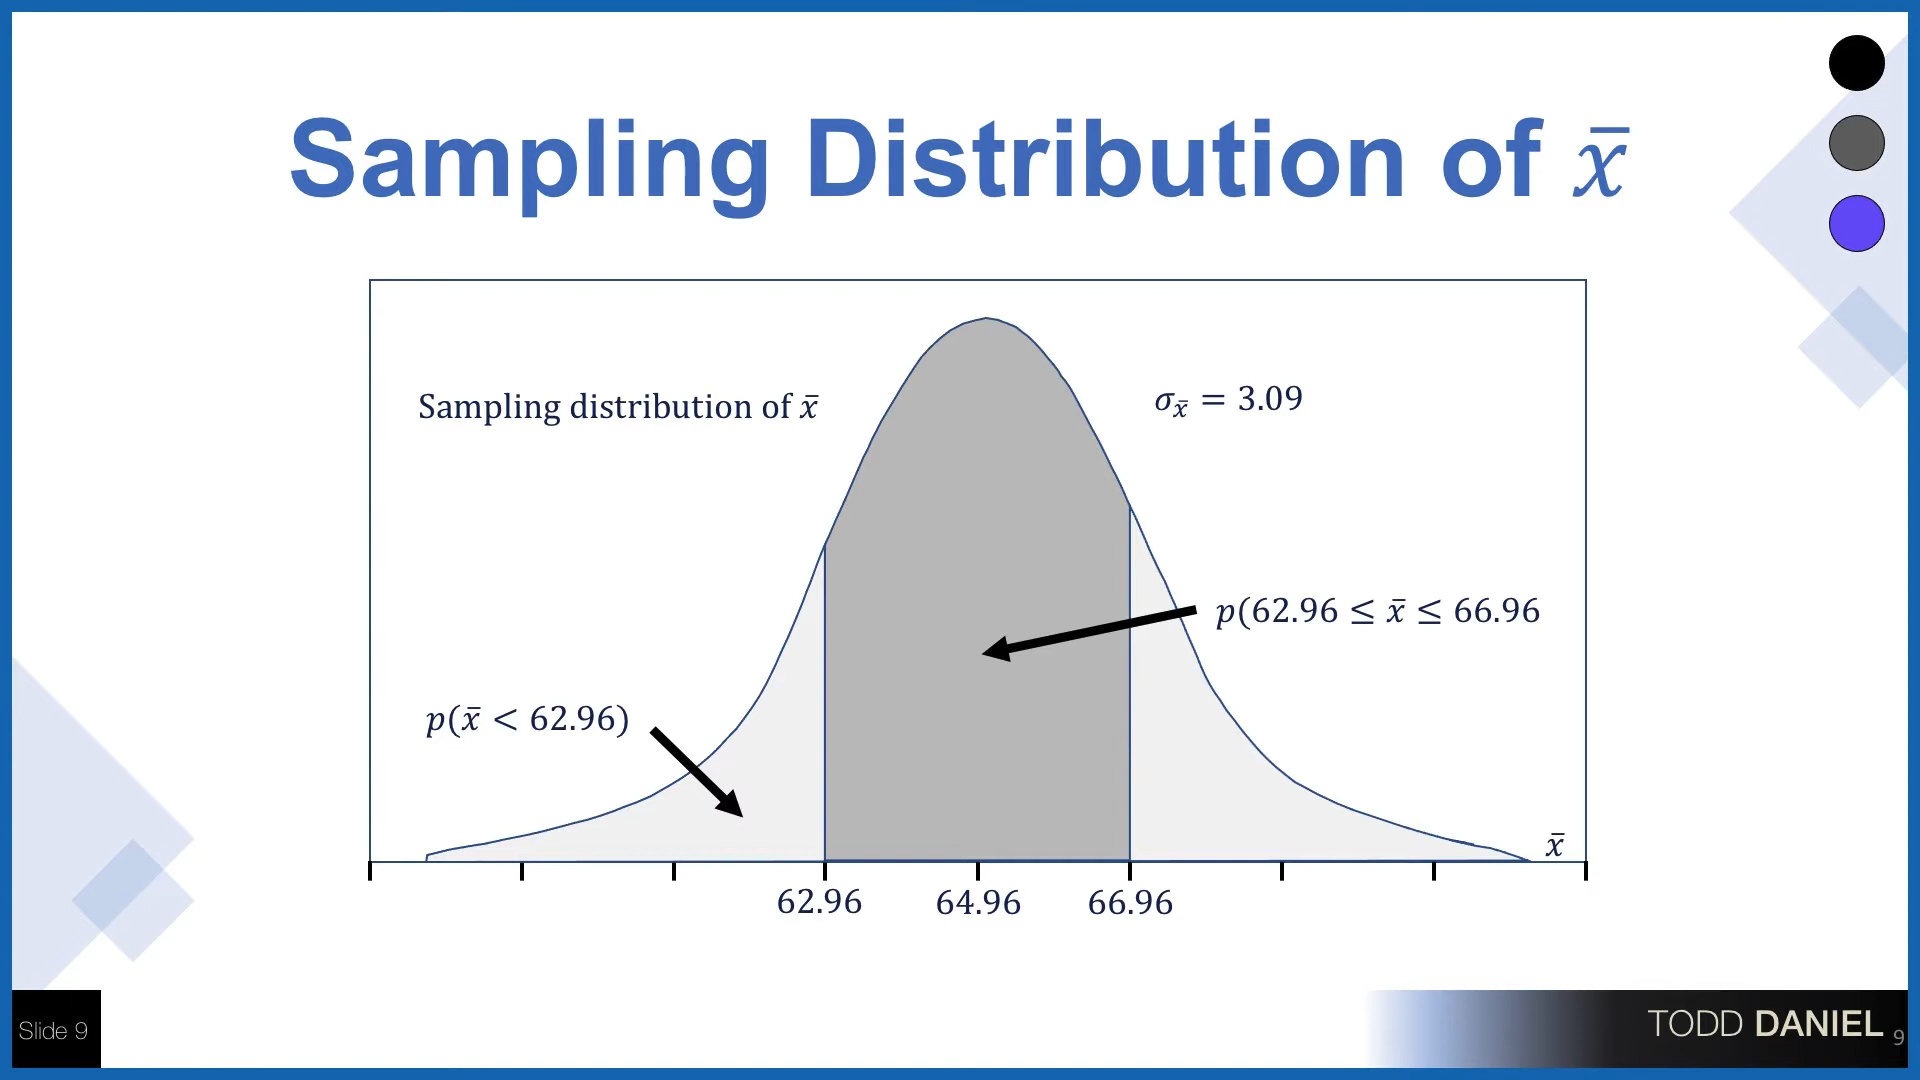 Sampling Distribution of x̄
Sampling distribution of x̄
σx̄ = 3.09
p(62.96 ≤ x̄ ≤ 66.96
p(x̄ < 62.96)
x̄
62.96 64.96 66.96
Slide 9
TODD DANIEL 9